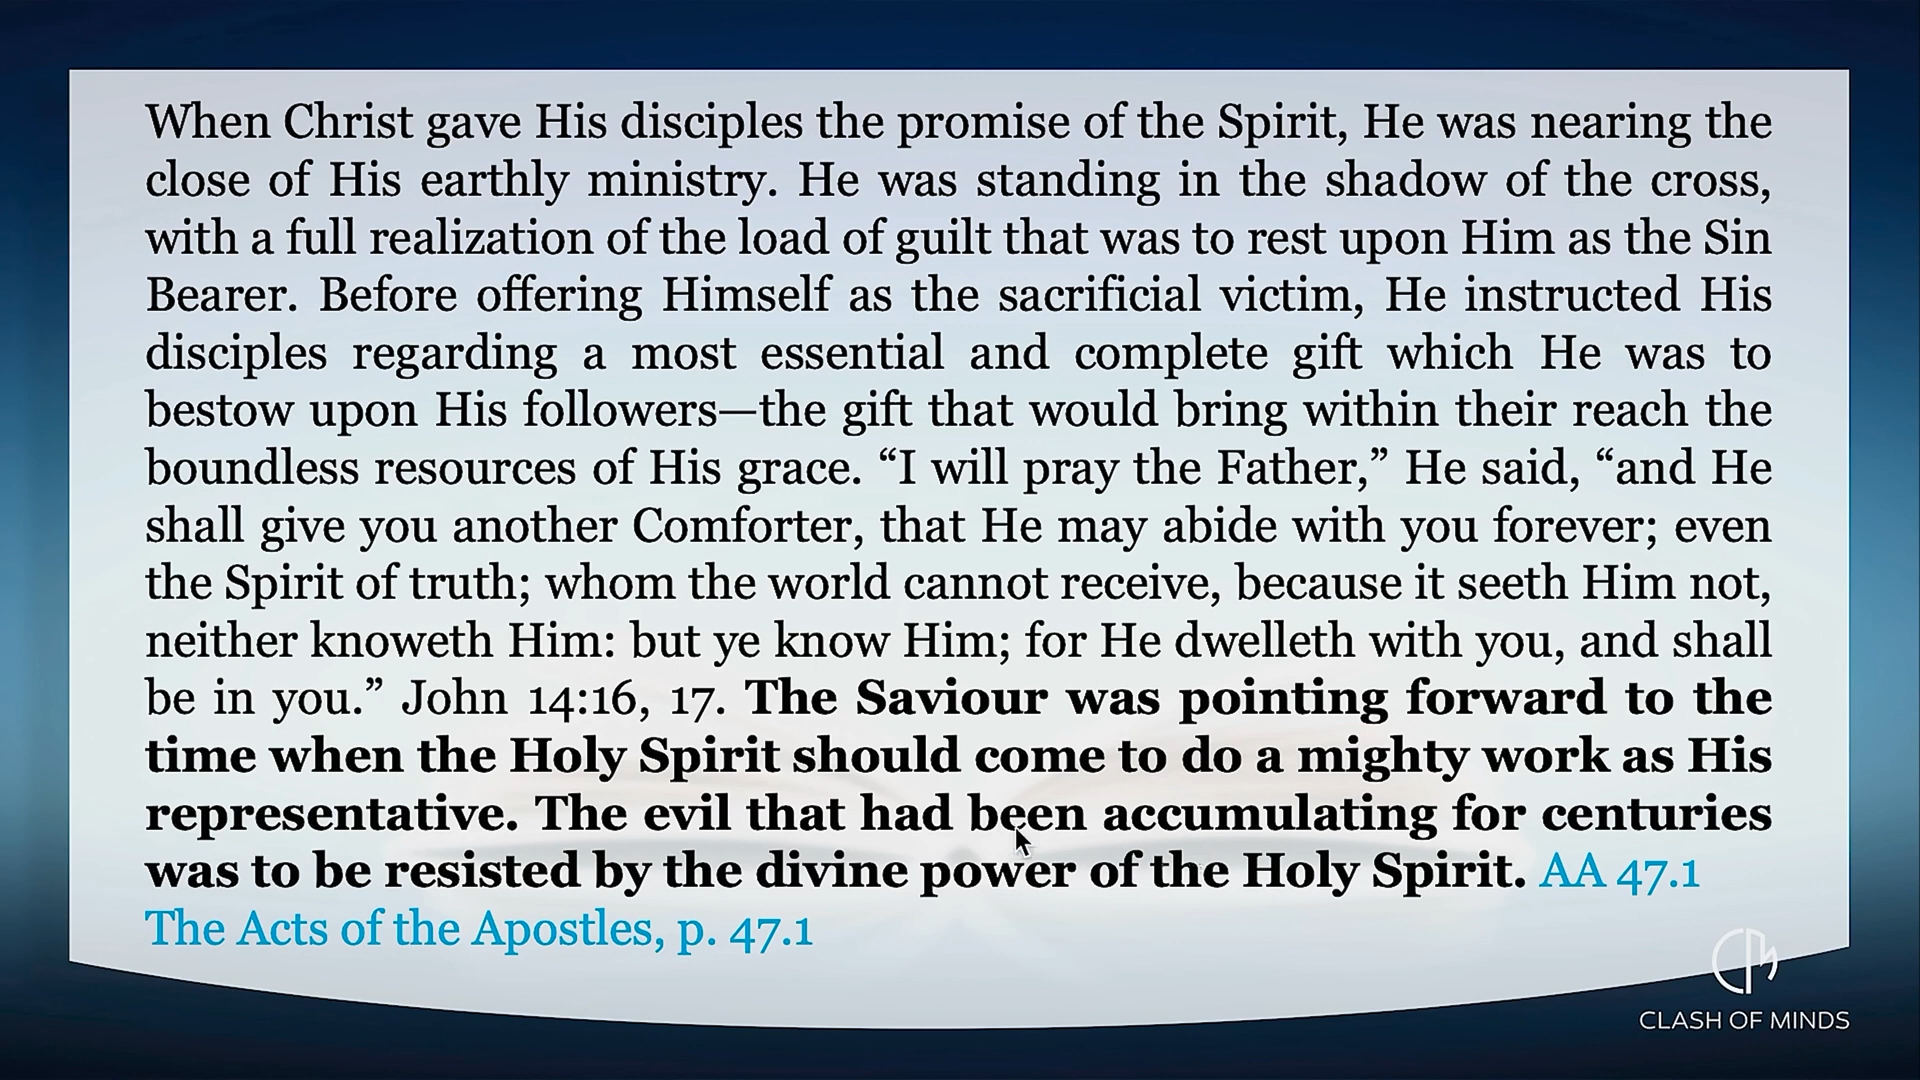 When Christ gave His disciples the promise of the Spirit, He was nearing the
close of His earthly ministry. He was standing in the shadow of the cross,
with a full realization of the load of guilt that was to rest upon Him as the Sin
Bearer. Before offering Himself as the sacrificial victim, He instructed His
disciples regarding a most essential and complete gift which He was to
bestow upon His followers—the gift that would bring within their reach the
boundless resources of His grace. “I will pray the Father,” He said, “and He
shall give you another Comforter, that He may abide with you forever; even
the Spirit of truth; whom the world cannot receive, because it seeth Him not,
neither knoweth Him: but ye know Him; for He dwelleth with you, and shall
be in you.” John 14:16, 17. The Saviour was pointing forward to the
time when the Holy Spirit should come to do a mighty work as His
representative. The evil that had been accumulating for centuries
was to be resisted by the divine power of the Holy Spirit. AA 47.1
The Acts of the Apostles, p. 47.1
CLASH OF MINDS